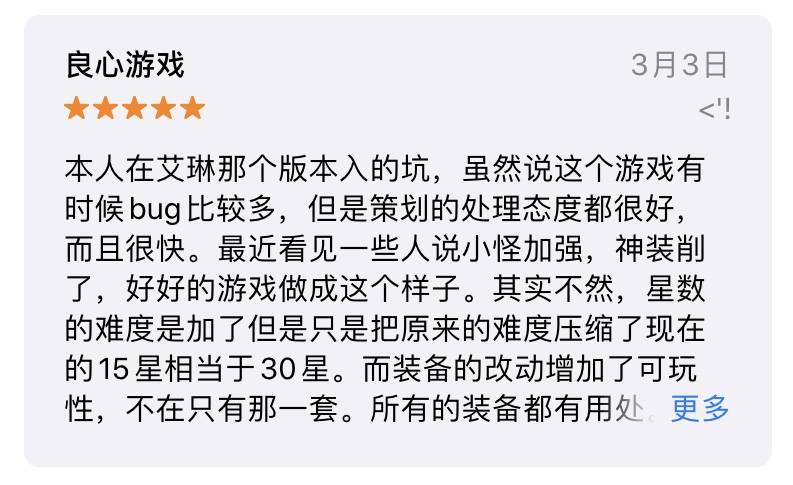 良心游戏
3月3日
<'!
本人在艾琳那个版本入的坑，虽然说这个游戏有
时候bug比较多，但是策划的处理态度都很好，
而且很快。最近看见一些人说小怪加强，神装削
了，好好的游戏做成这个样子。其实不然，星数
的难度是加了但是只是把原来的难度压缩了现在
的15星相当于30星。而装备的改动增加了可玩
性，不在只有那一套。所有的装备都有用处。更多